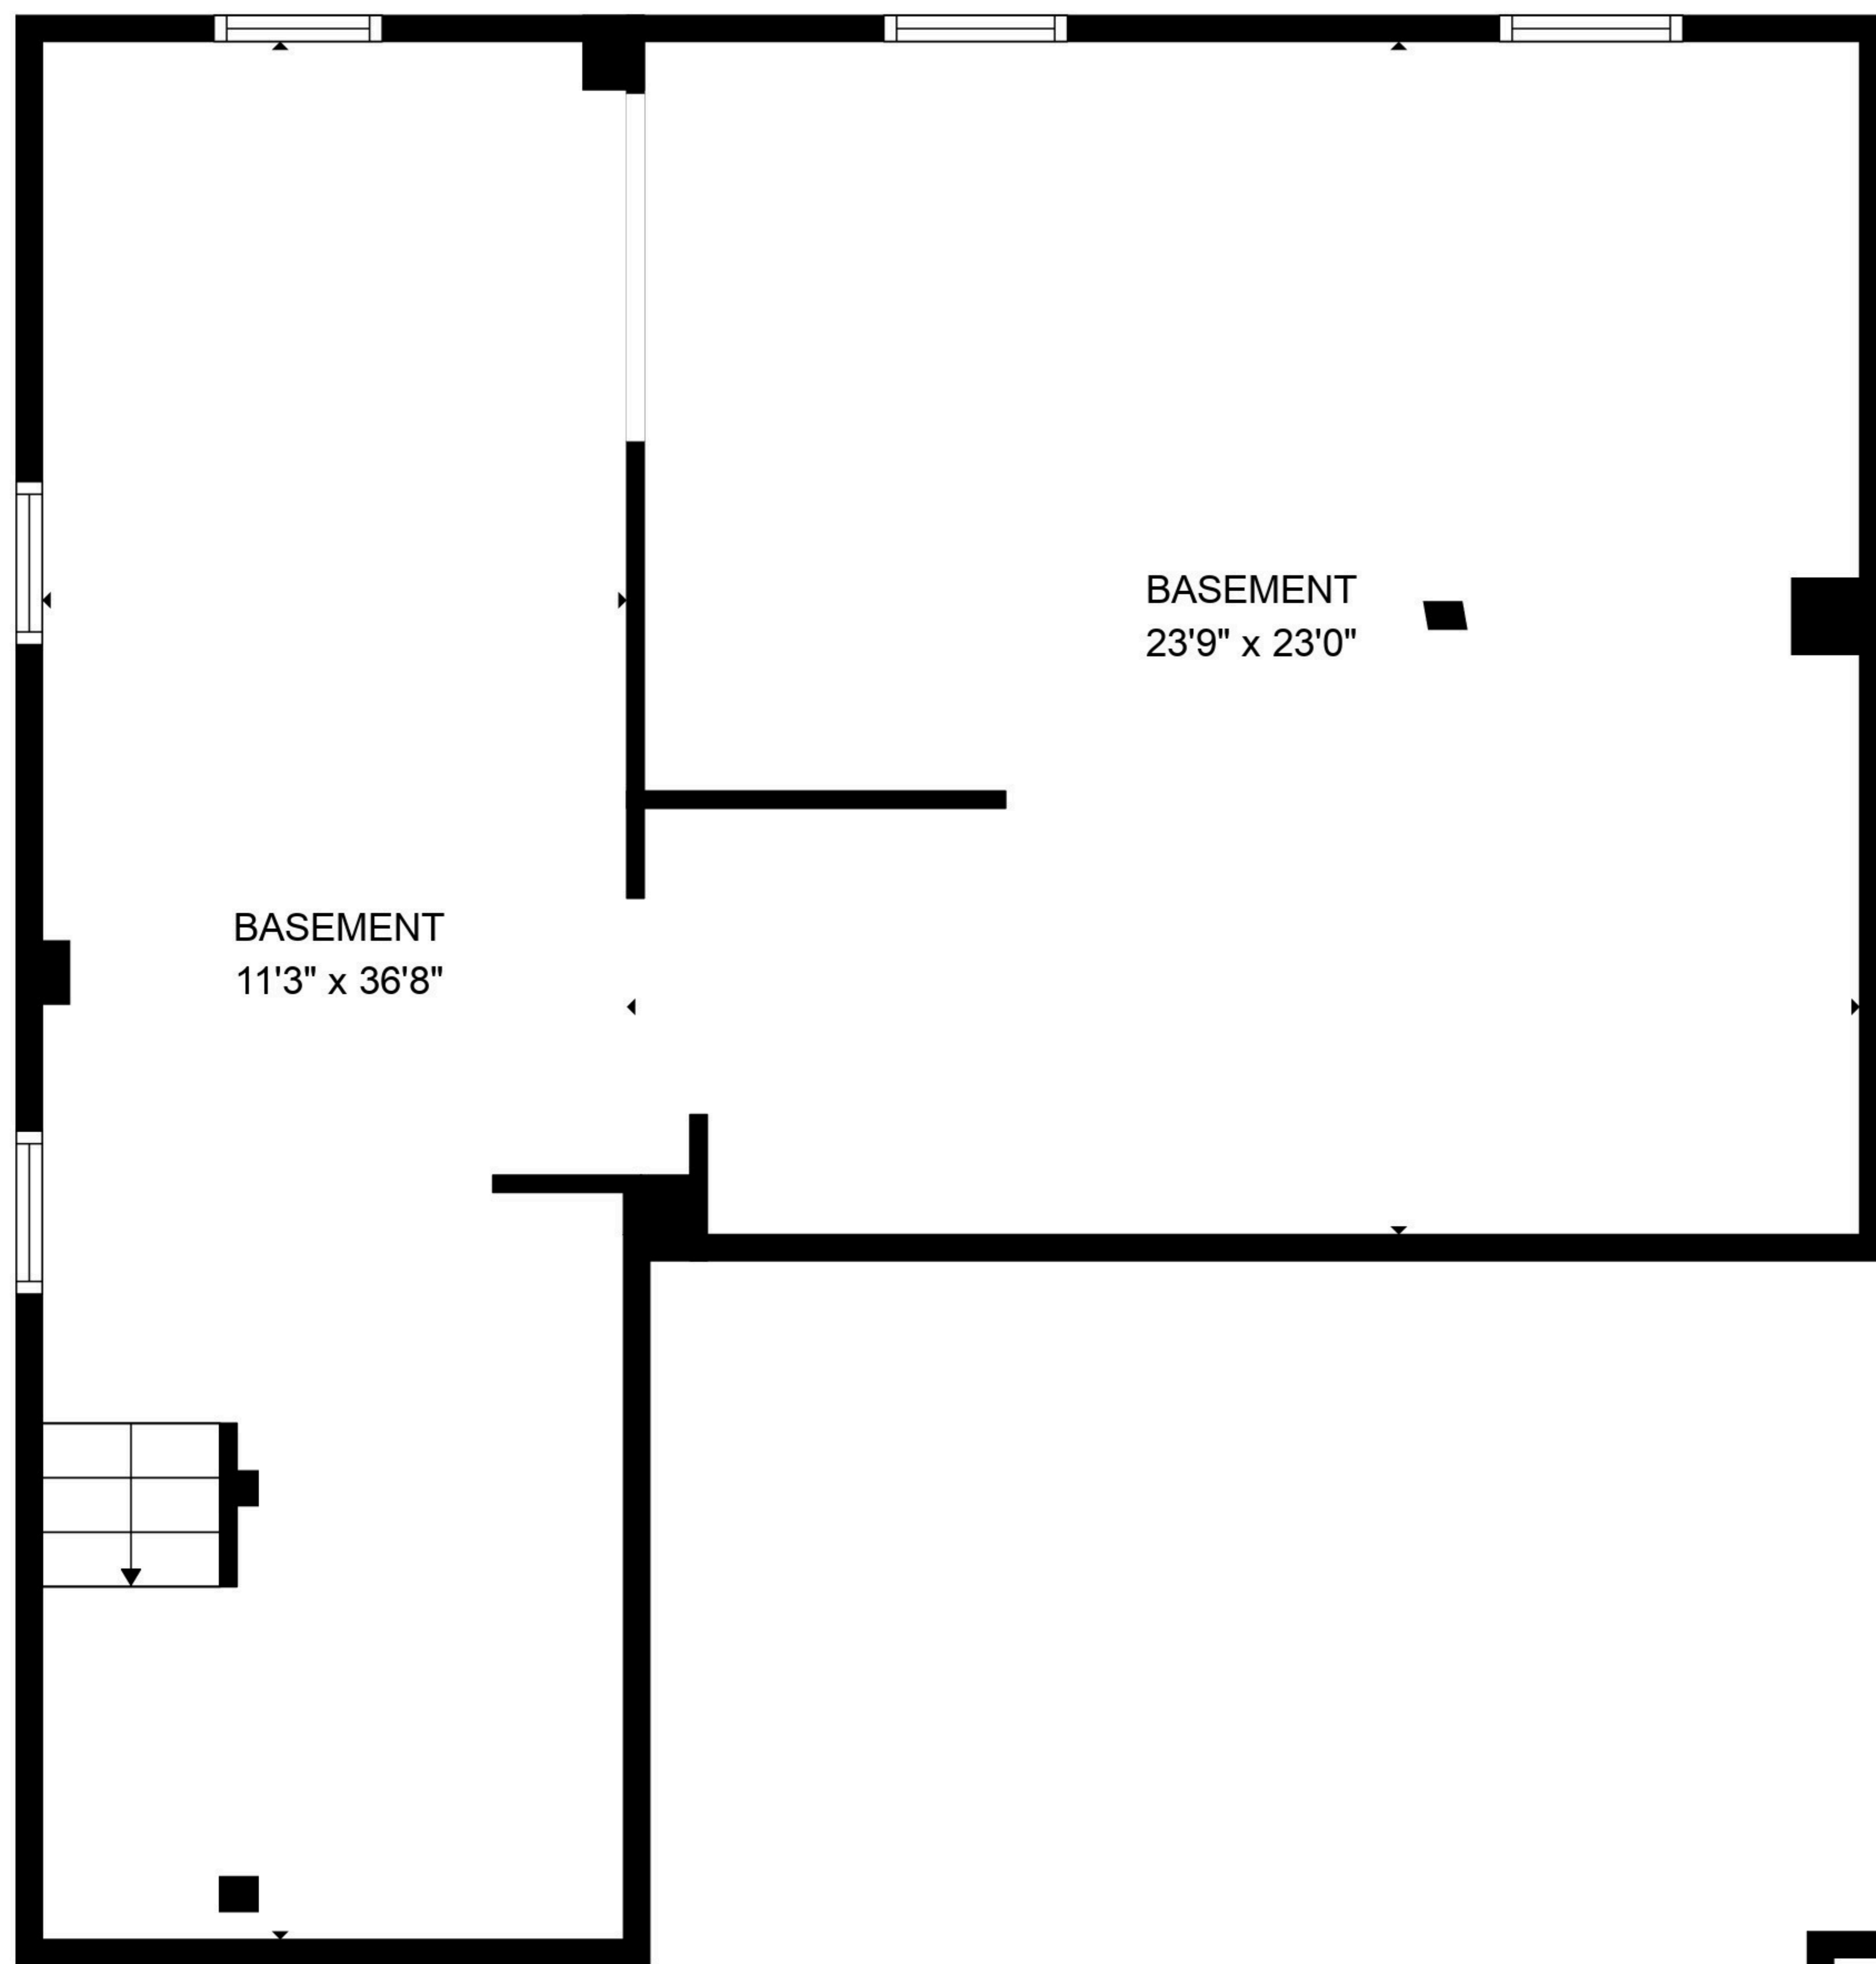 BASEMENT
23'9" x 23'0"
BASEMENT
11'3" x 36'8"